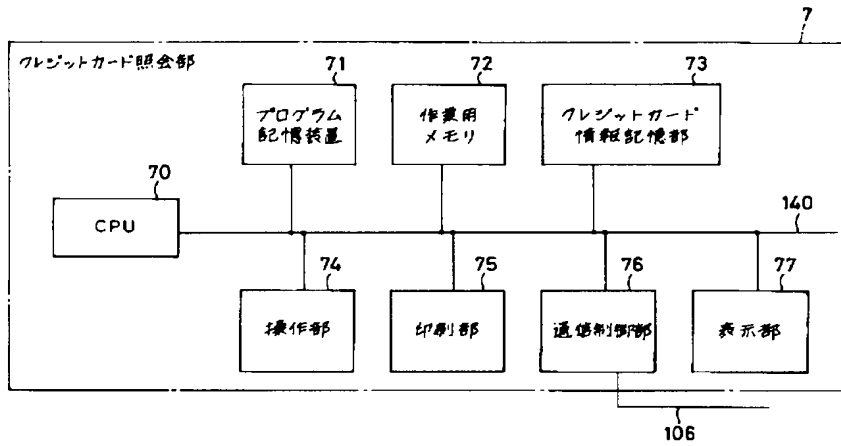 7
クレジットカード照会部
71
72
73
プログラム
記憶装置
作業用
メモリ
クレジットカード
情報記憶部
70
CPU
140
74
75
76
77
操作部
印刷部
通信制御部
表示部
106